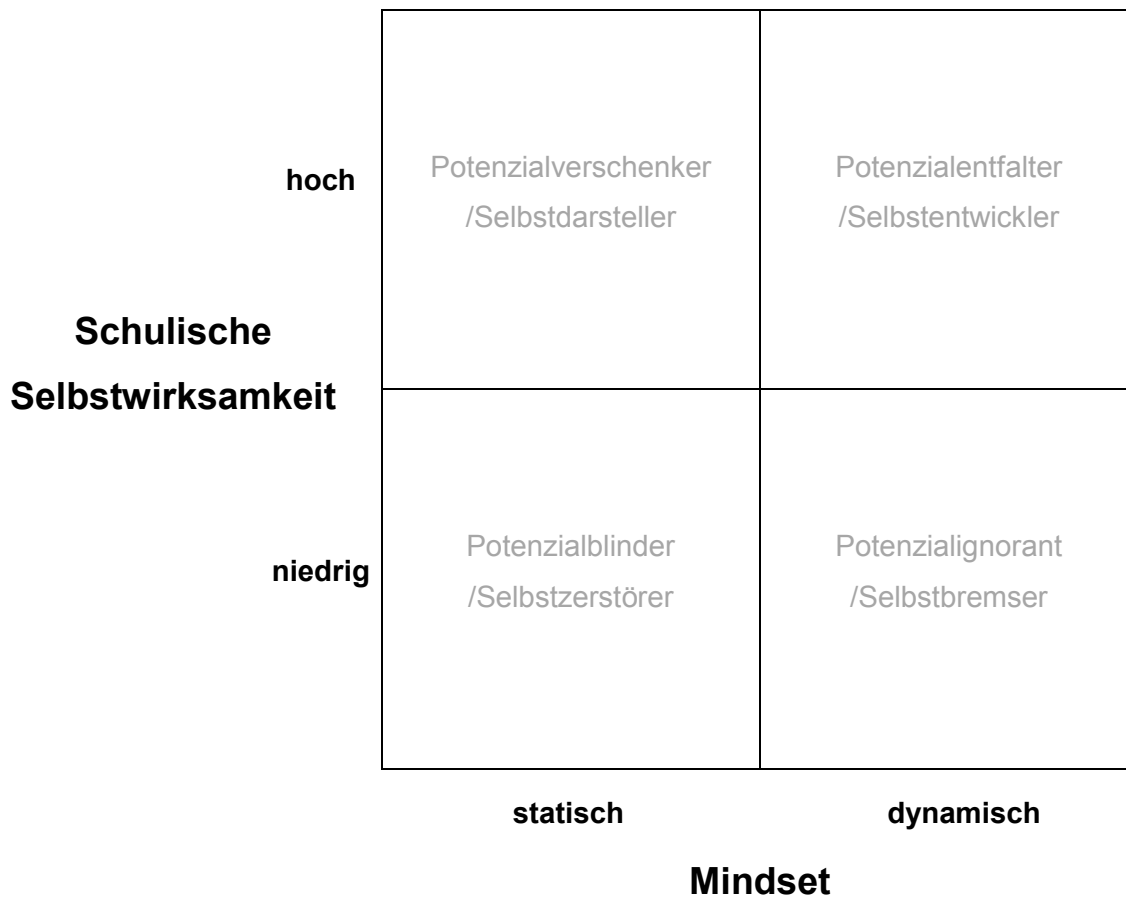 hoch
Potenzialverschenker
/Selbstdarsteller
Potenzialentfalter
/Selbstentwickler
Schulische
Selbstwirksamkeit
niedrig
Potenzialblinder
/Selbstzerstörer
Potenzialignorant
/Selbstbremser
statisch
dynamisch
Mindset